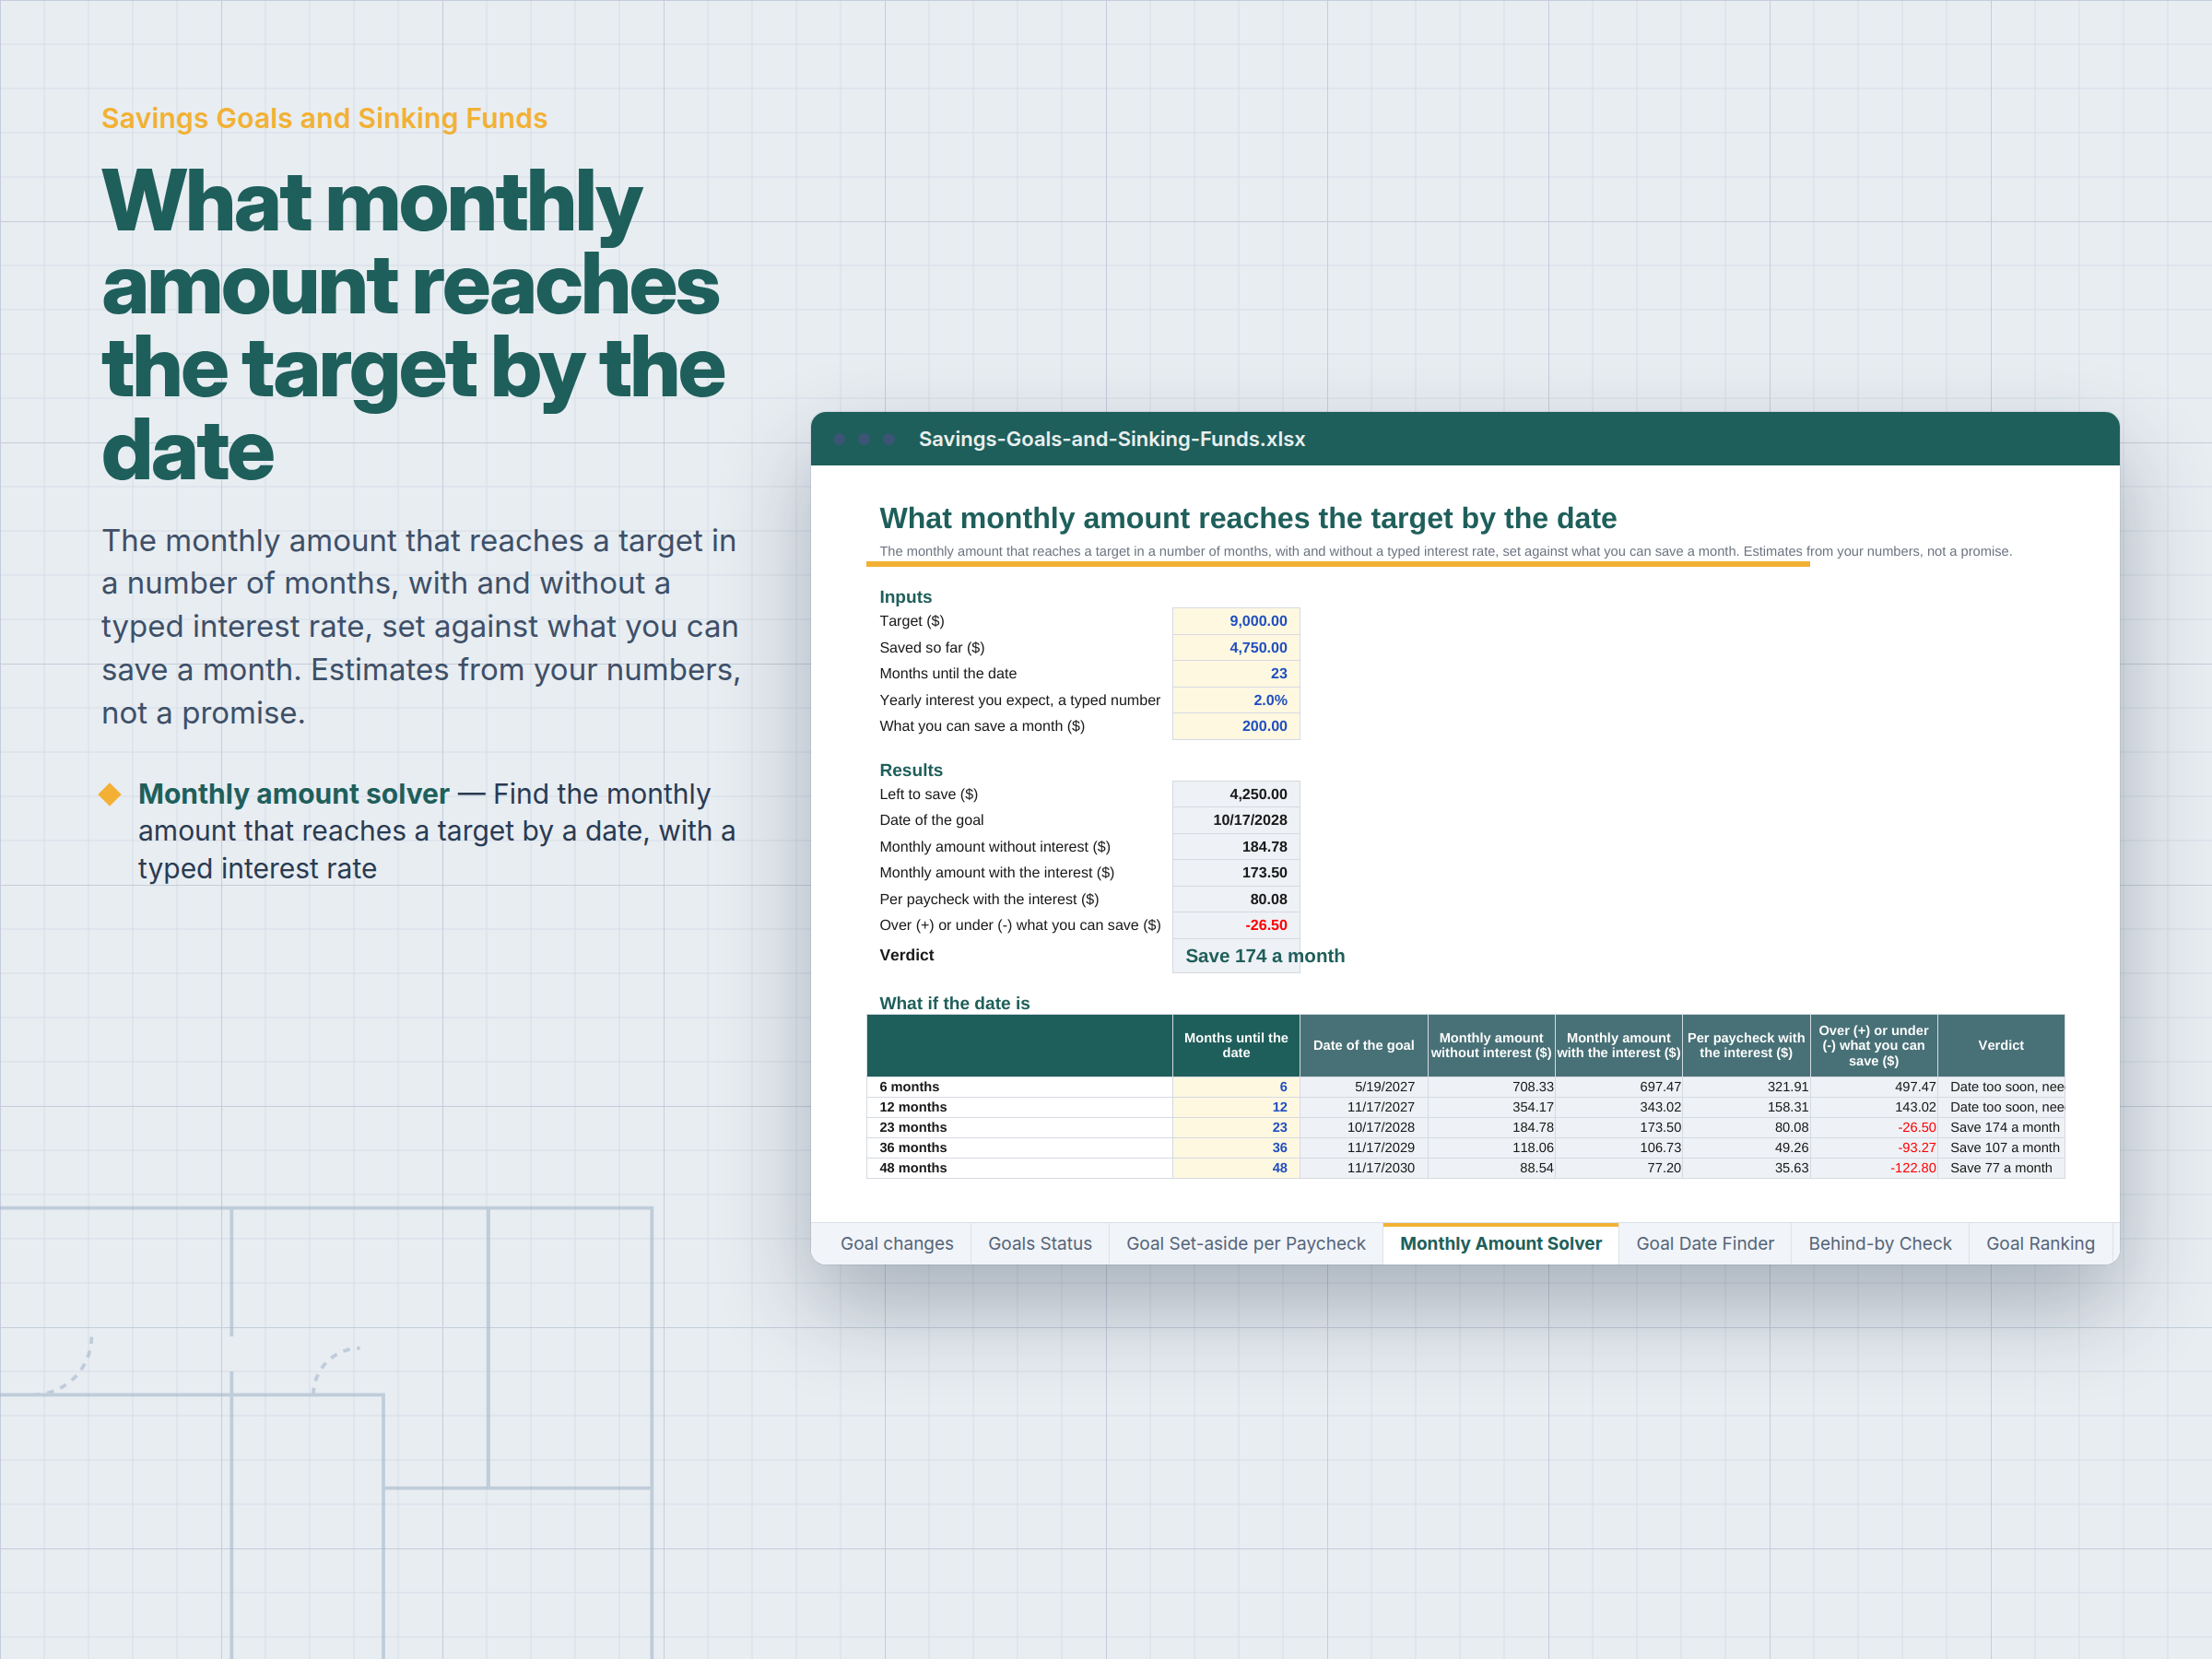 Savings Goals and Sinking Funds
What monthly
amount reaches
the target by the
date
The monthly amount that reaches a target in
a number of months, with and without a
typed interest rate, set against what you can
save a month. Estimates from your numbers,
not a promise.
Monthly amount solver — Find the monthly
amount that reaches a target by a date, with a
typed interest rate
Savings-Goals-and-Sinking-Funds.xlsx
What monthly amount reaches the target by the date
The monthly amount that reaches a target in a number of months, with and without a typed interest rate, set against what you can save a month. Estimates from your numbers, not a promise.
Inputs
Target ($) 9,000.00
Saved so far ($) 4,750.00
Months until the date 23
Yearly interest you expect, a typed number 2.0%
What you can save a month ($) 200.00
Results
Left to save ($) 4,250.00
Date of the goal 10/17/2028
Monthly amount without interest ($) 184.78
Monthly amount with the interest ($) 173.50
Per paycheck with the interest ($) 80.08
Over (+) or under (-) what you can save ($) -26.50
Verdict Save 174 a month
What if the date is
Months until the date Date of the goal Monthly amount without interest ($) Monthly amount with the interest ($) Per paycheck with the interest ($) Over (+) or under (-) what you can save ($) Verdict
6 months 6 5/19/2027 708.33 697.47 321.91 497.47 Date too soon, nee
12 months 12 11/17/2027 354.17 343.02 158.31 143.02 Date too soon, nee
23 months 23 10/17/2028 184.78 173.50 80.08 -26.50 Save 174 a month
36 months 36 11/17/2029 118.06 106.73 49.26 -93.27 Save 107 a month
48 months 48 11/17/2030 88.54 77.20 35.63 -122.80 Save 77 a month
Goal changes Goals Status Goal Set-aside per Paycheck Monthly Amount Solver Goal Date Finder Behind-by Check Goal Ranking